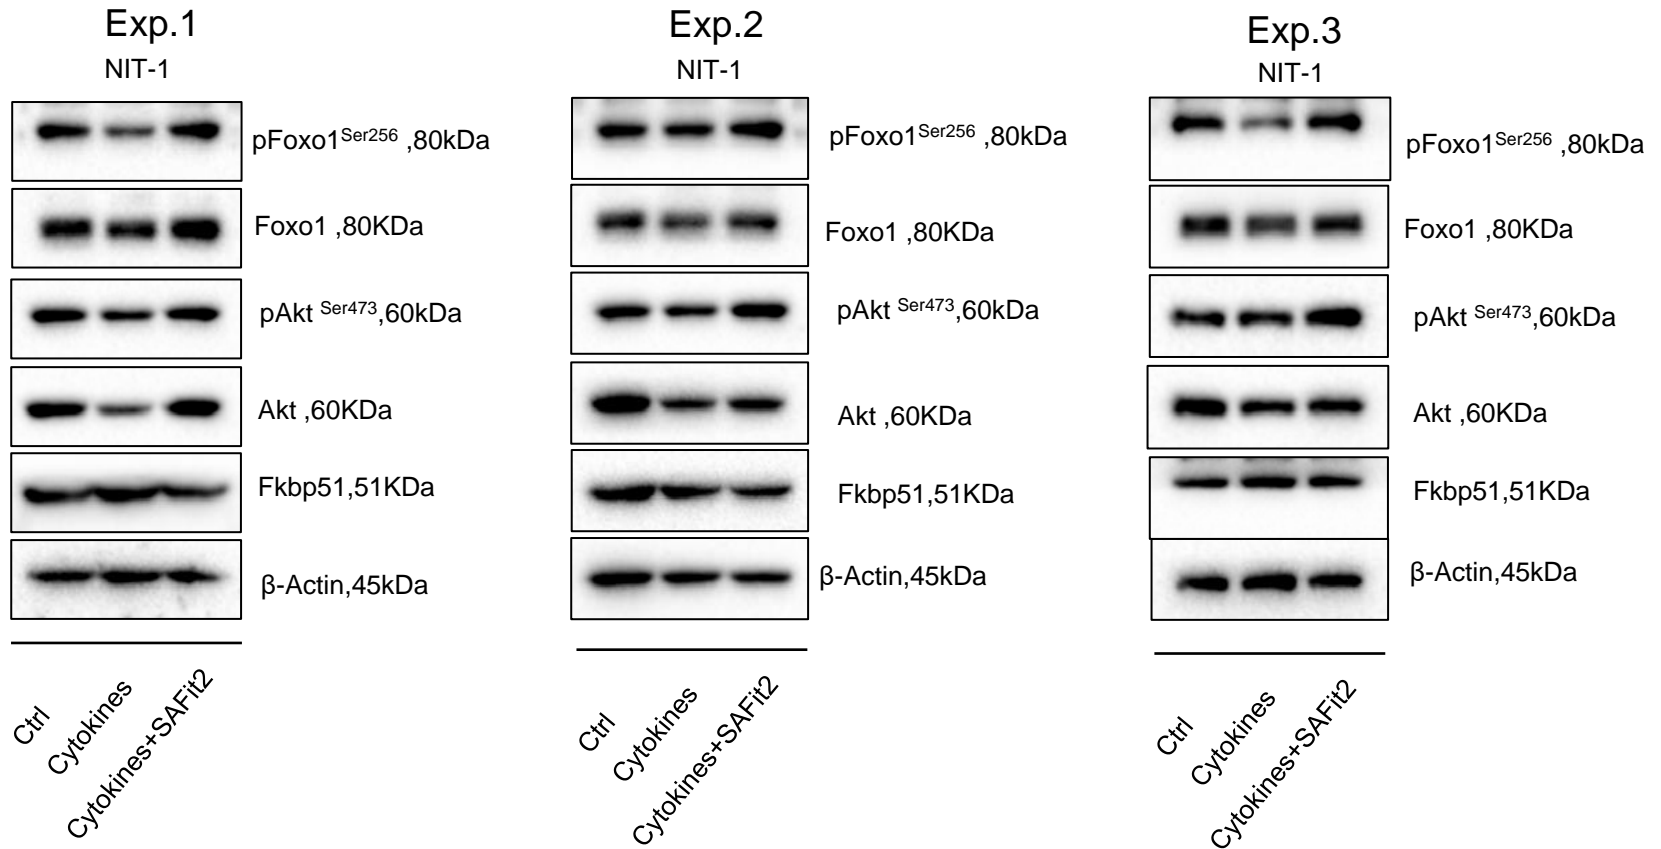 Exp.1
NIT-1
pFoxo1Ser256 ,80kDa
Foxo1 ,80KDa
pAkt Ser473,60kDa
Akt ,60KDa
Fkbp51,51KDa
β-Actin,45kDa
Ctrl
Cytokines
Cytokines+SAFit2
Exp.2
NIT-1
pFoxo1Ser256 ,80kDa
Foxo1 ,80KDa
pAkt Ser473,60kDa
Akt ,60KDa
Fkbp51,51KDa
β-Actin,45kDa
Ctrl
Cytokines
Cytokines+SAFit2
Exp.3
NIT-1
pFoxo1Ser256 ,80kDa
Foxo1 ,80KDa
pAkt Ser473,60kDa
Akt ,60KDa
Fkbp51,51KDa
β-Actin,45kDa
Ctrl
Cytokines
Cytokines+SAFit2